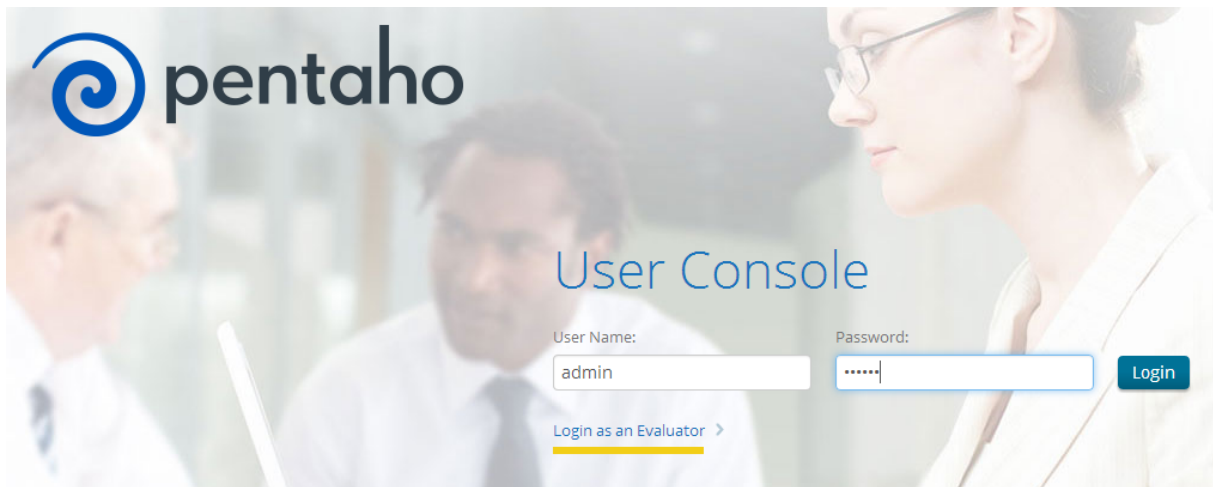 pentaho
User Console
User Name:
Password:
admin
••••••
Login
Login as an Evaluator >